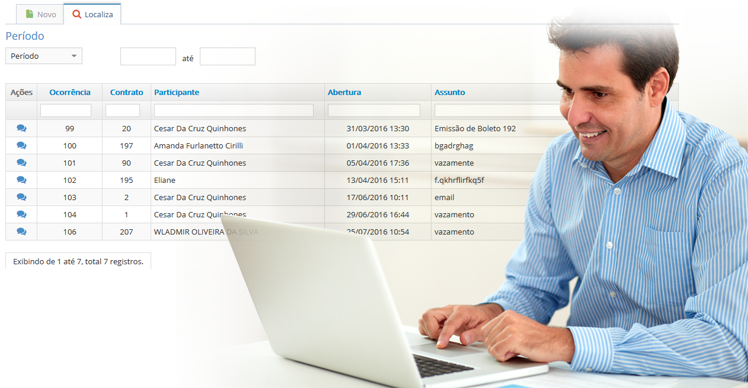 Novo Localiza
Período
Período até
Ações Ocorrência Contrato Participante Abertura Assunto
99 20 Cesar Da Cruz Quinhones 31/03/2016 13:30 Emissão de Boleto 192
100 197 Amanda Furlanetto Cirilli 01/04/2016 13:33 bgadrghag
101 90 Cesar Da Cruz Quinhones 05/04/2016 17:36 vazamente
102 195 Eliane 13/04/2016 15:11 f.qkhrflirfkq5f
103 2 Cesar Da Cruz Quinhones 17/06/2016 10:11 email
104 1 Cesar Da Cruz Quinhones 29/06/2016 16:44 vazamento
106 207 WLADMIR OLIVEIRA DA SILVA 25/07/2016 10:54 vazamento
Exibindo de 1 até 7, total 7 registros.